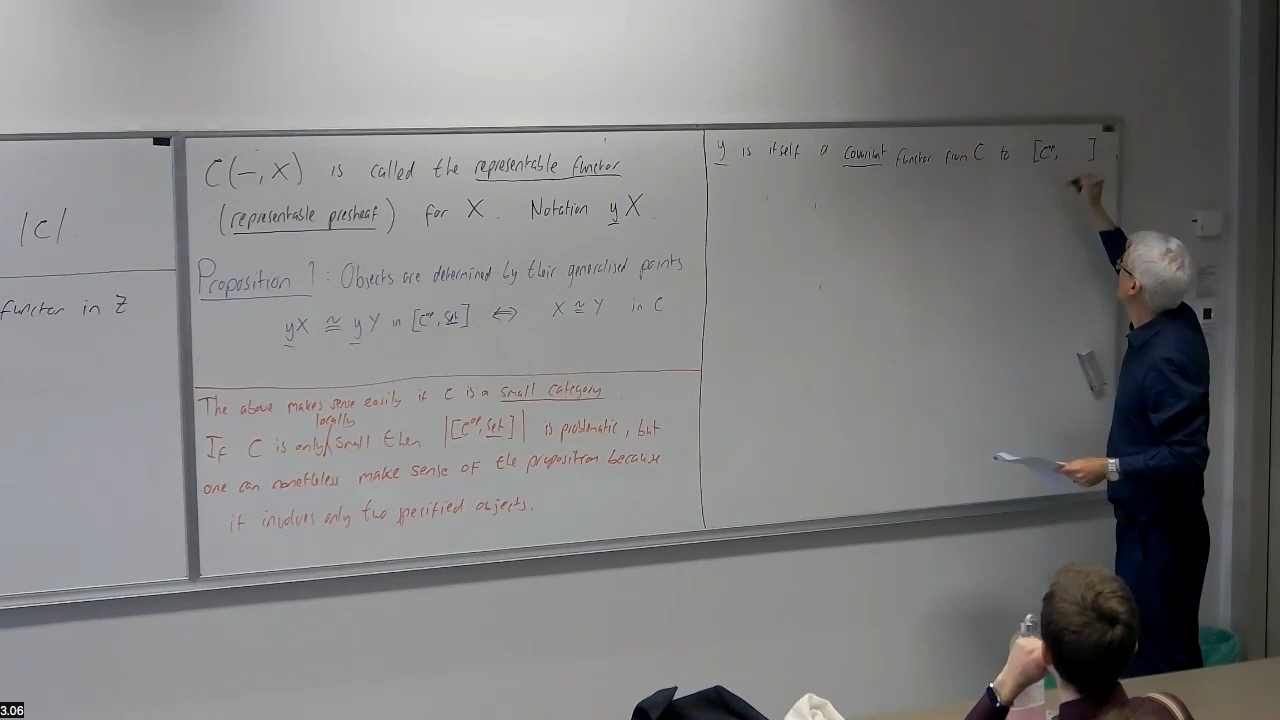 |C|.
functor in Z
C(-, X) is called the representable functor
(representable presheaf) for X. Notation y X
Proposition 1: Objects are determined by their generalised points
yX ≅ yY in [C^op, Set] ⇔ X ≅ Y in C
The above makes sense easily if C is a small category.
locally
If C is only small then |[C^op, Set]| is problematic, but
one can nonetheless make sense of the proposition because
it involves only two specified objects.
y is itself a covariant functor from C to [C^op, ]
3.06